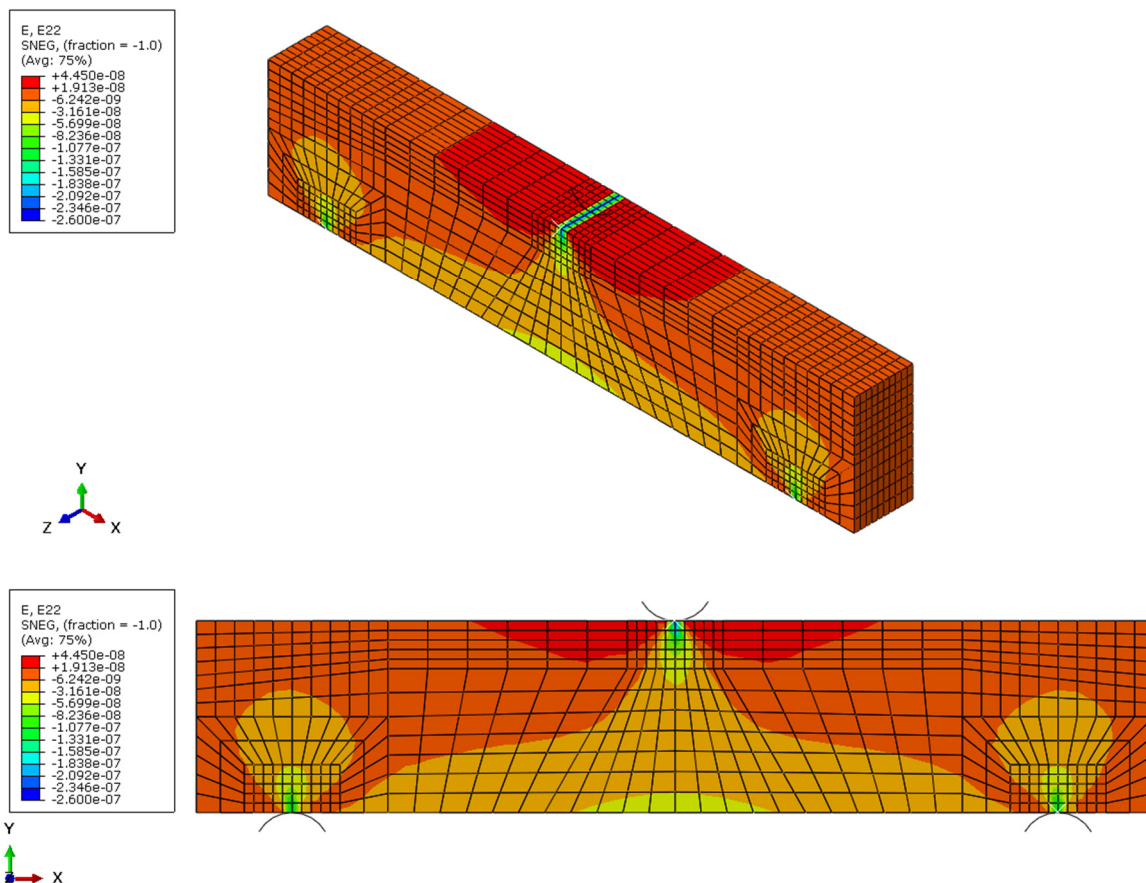 E, E22
SNEG, (fraction = -1.0)
(Avg: 75%)
+4.450e-08
+1.913e-08
-6.242e-09
-3.161e-08
-5.699e-08
-8.236e-08
-1.077e-07
-1.331e-07
-1.585e-07
-1.838e-07
-2.092e-07
-2.346e-07
-2.600e-07
Y
Z
X
E, E22
SNEG, (fraction = -1.0)
(Avg: 75%)
+4.450e-08
+1.913e-08
-6.242e-09
-3.161e-08
-5.699e-08
-8.236e-08
-1.077e-07
-1.331e-07
-1.585e-07
-1.838e-07
-2.092e-07
-2.346e-07
-2.600e-07
Y
Z
X